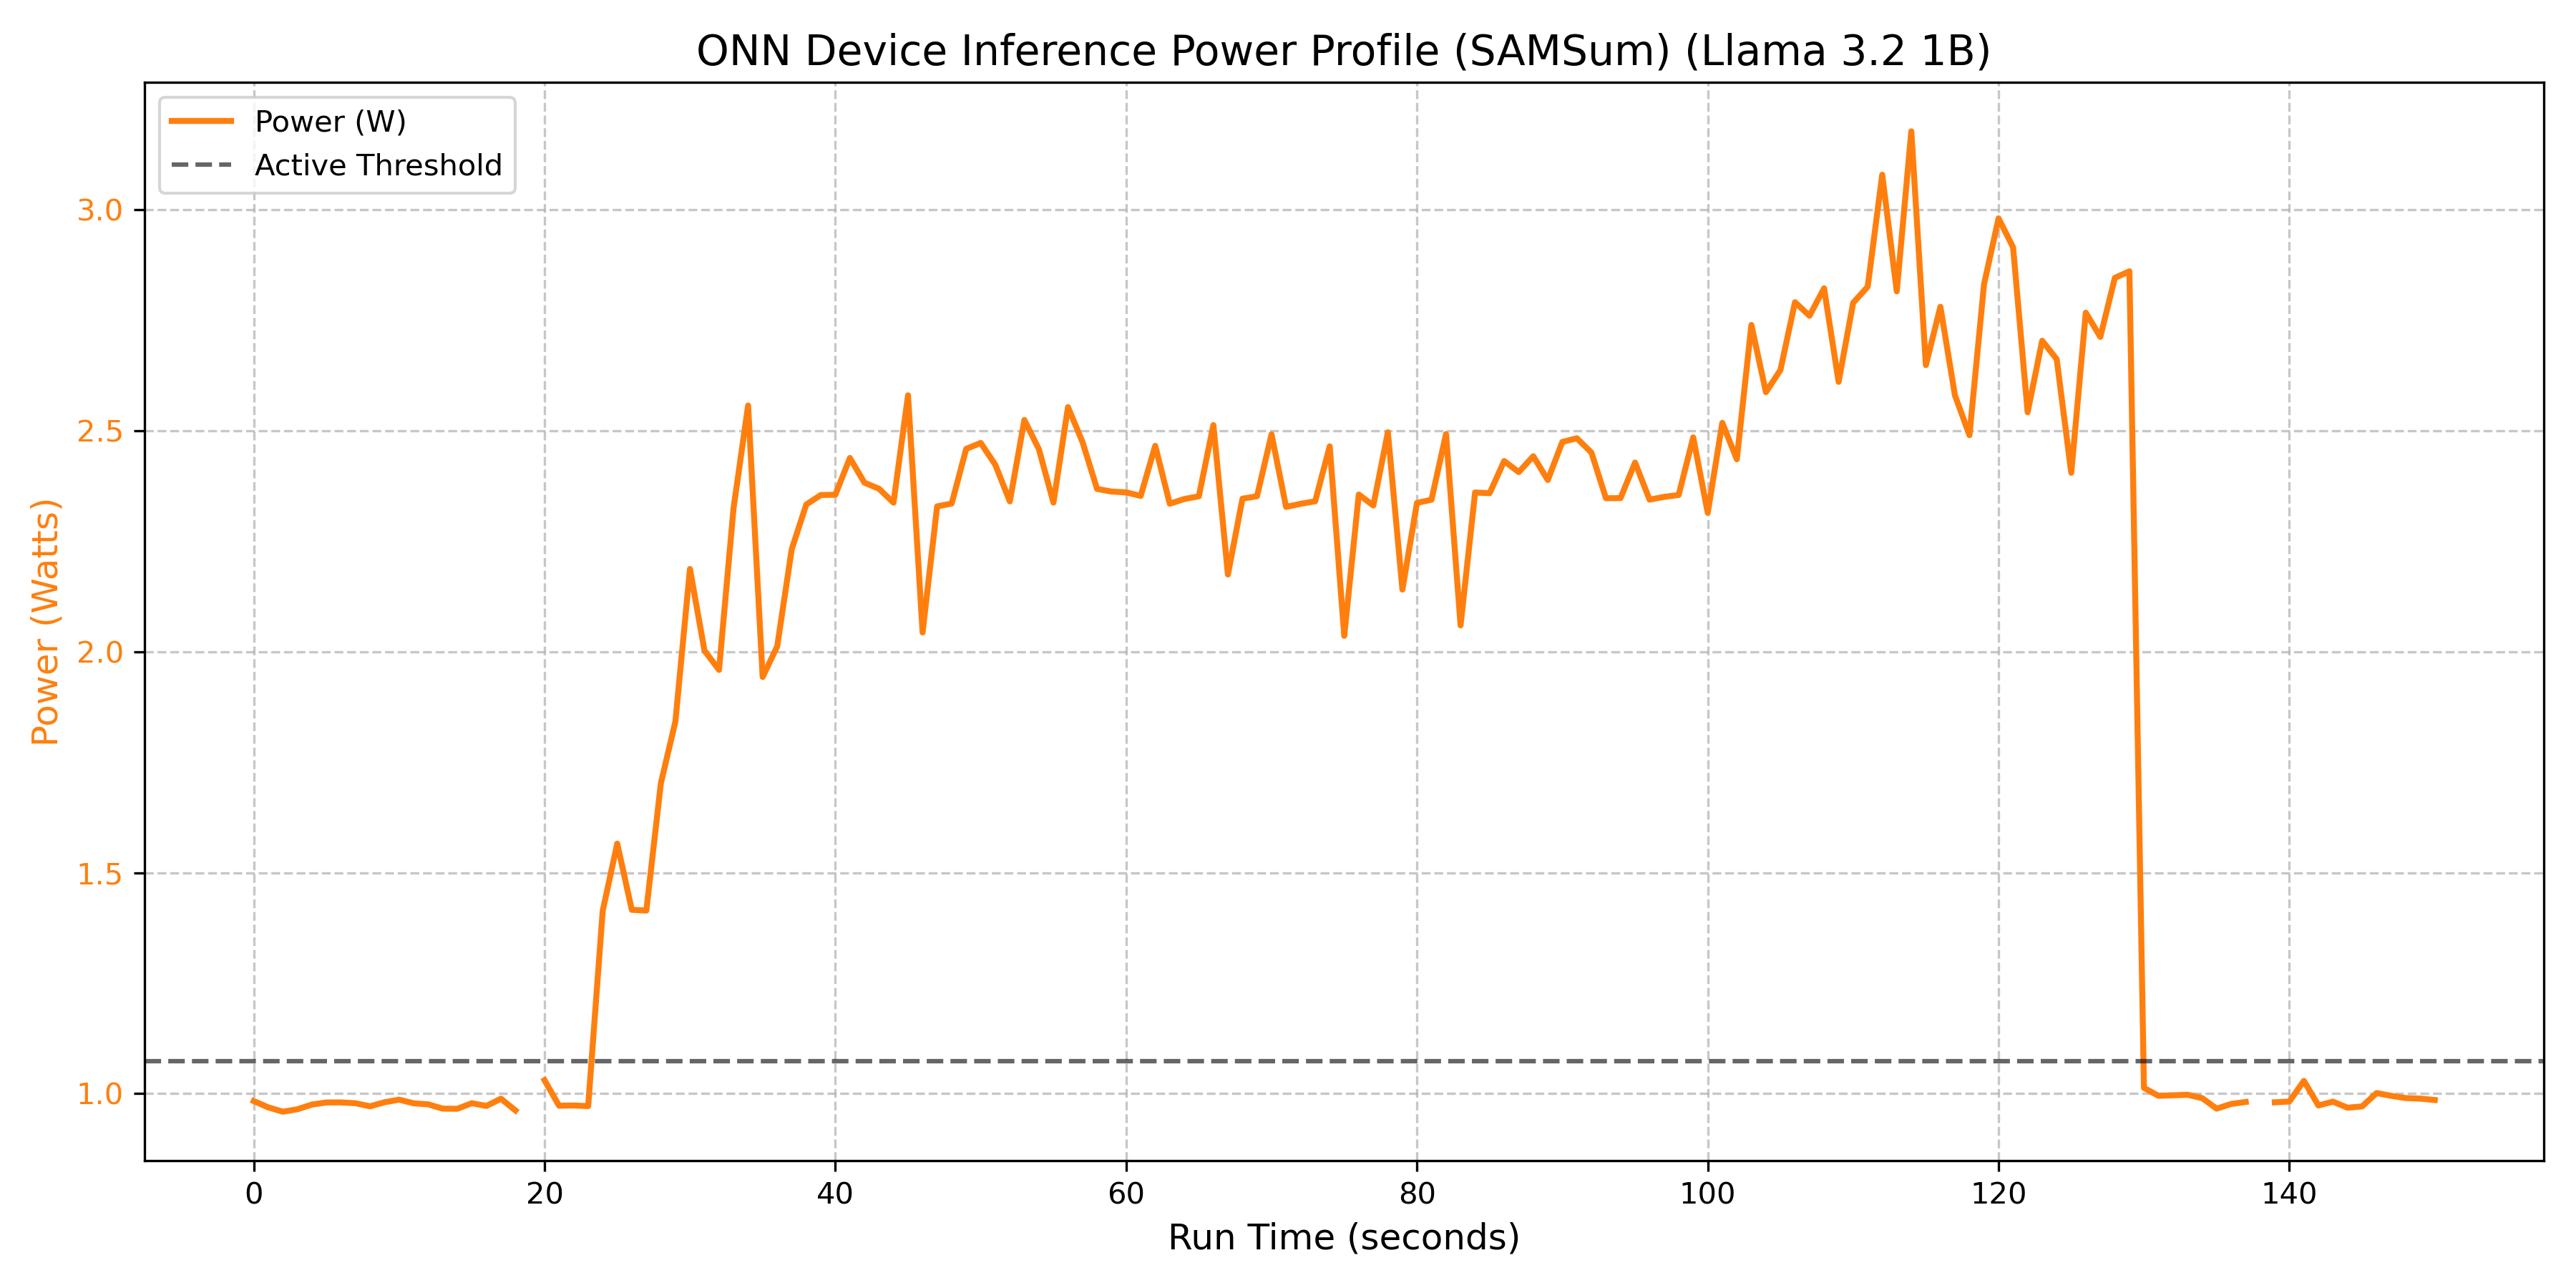 ONN Device Inference Power Profile (SAMSum) (Llama 3.2 1B)
Power (W)
Active Threshold
Power (Watts)
3.0
2.5
2.0
1.5
1.0
0 20 40 60 80 100 120 140
Run Time (seconds)